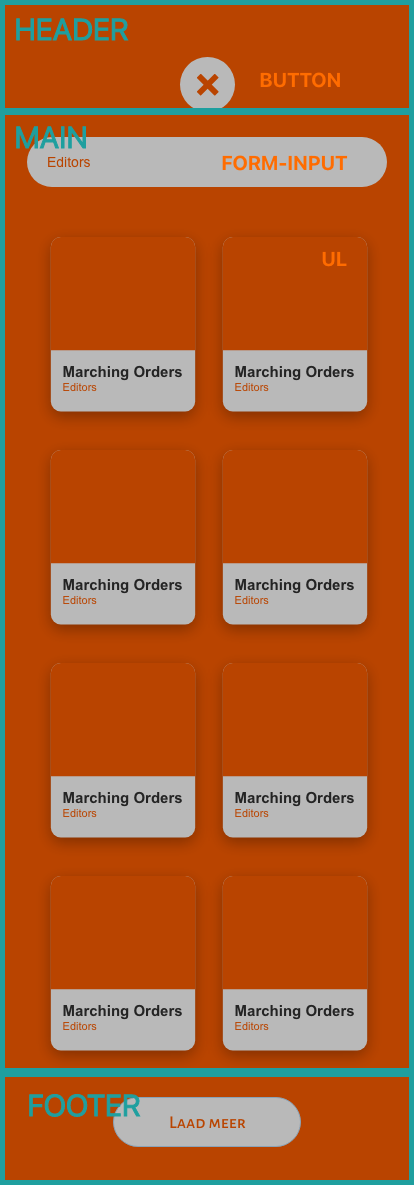 HEADER
BUTTON
MAIN
Editors FORM-INPUT
UL
Marching Orders Marching Orders
Editors Editors
Marching Orders Marching Orders
Editors Editors
Marching Orders Marching Orders
Editors Editors
Marching Orders Marching Orders
Editors Editors
FOOTER
Laad meer